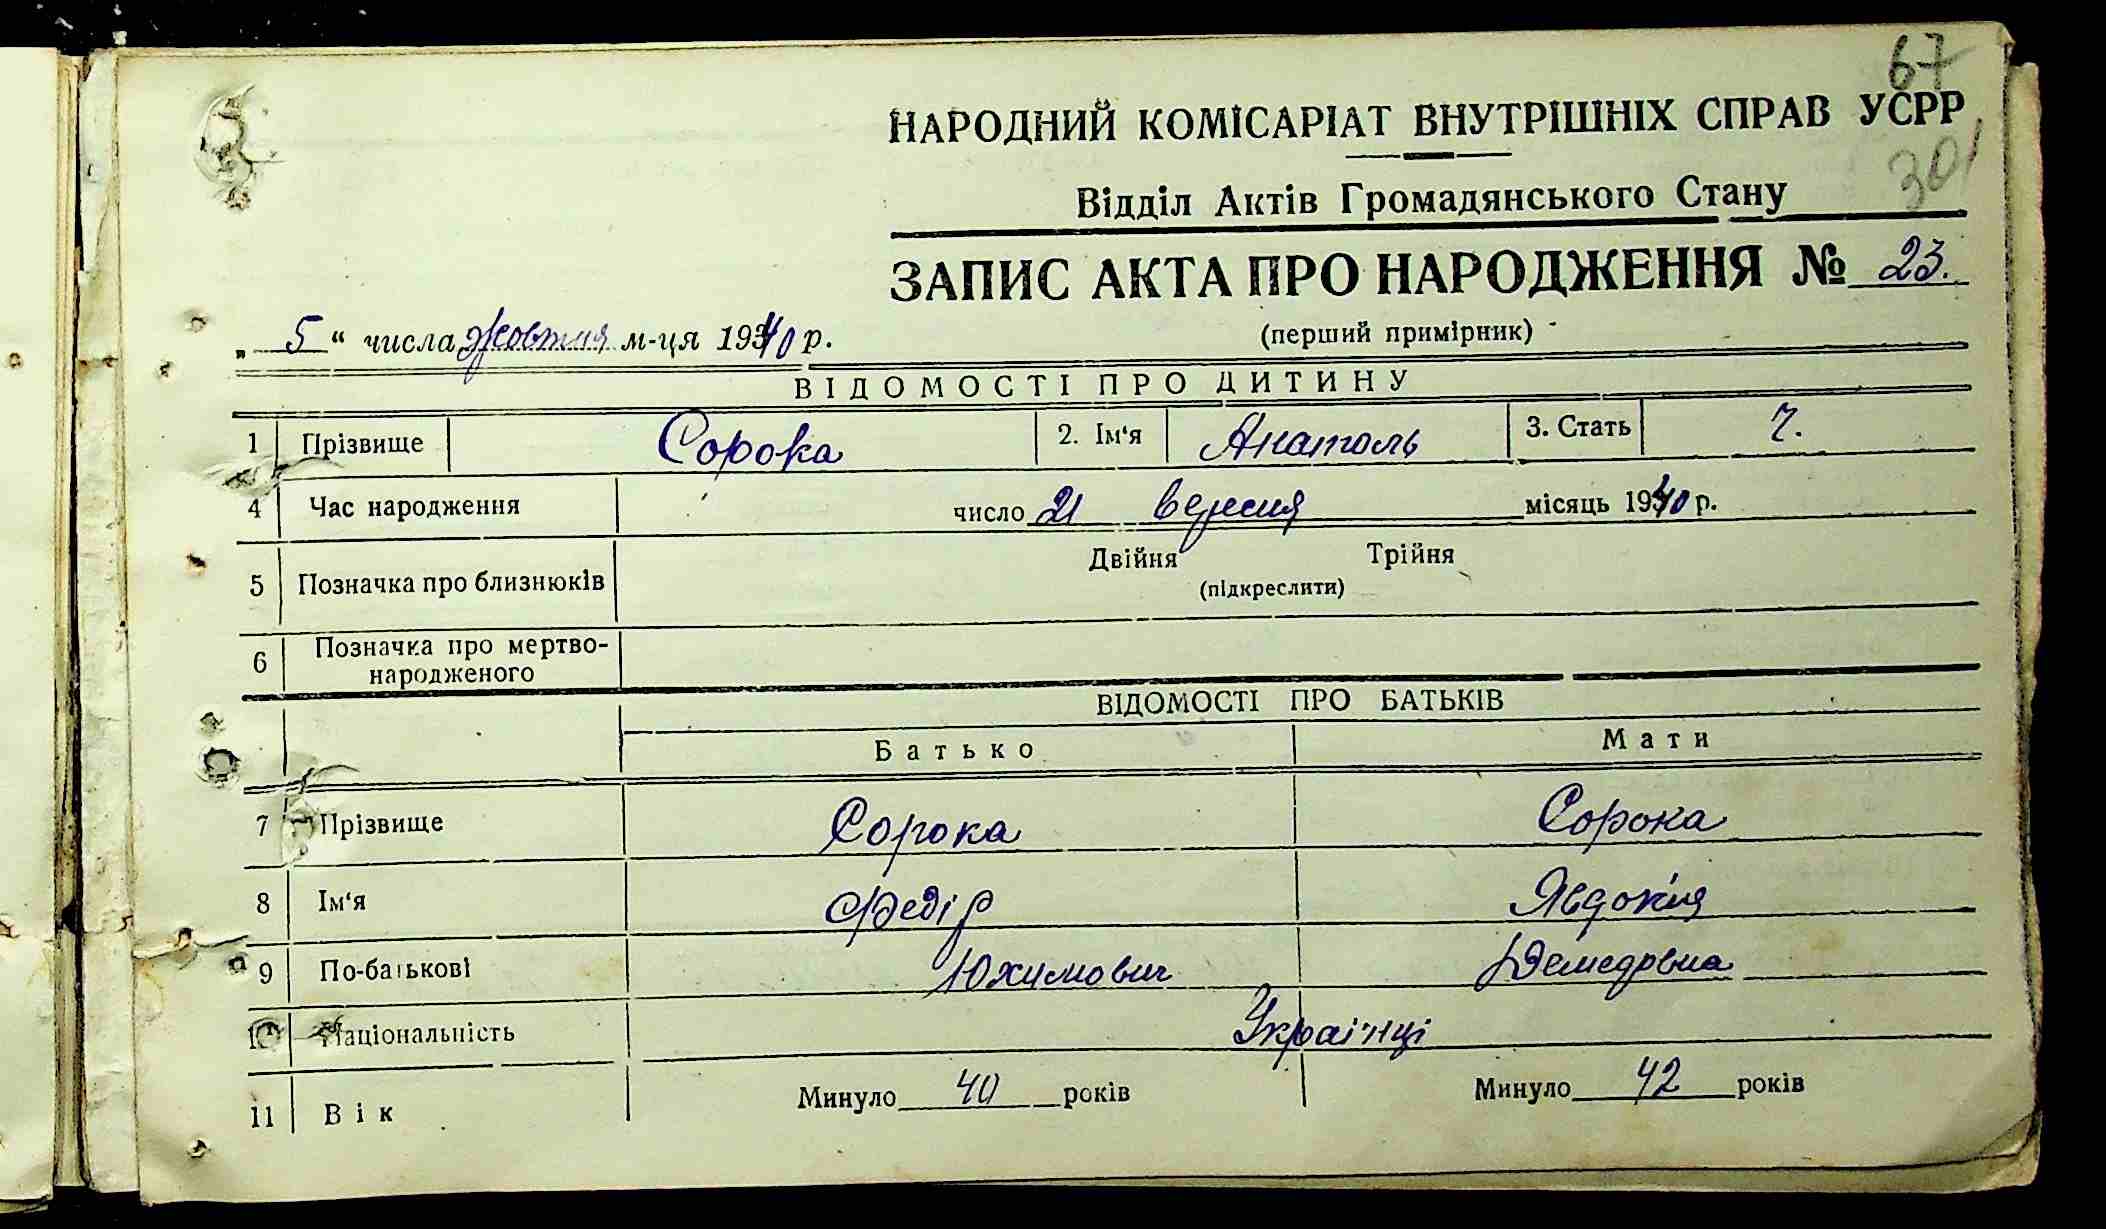 67
НАРОДНИЙ КОМІСАРІАТ ВНУТРІШНІХ СПРАВ УСРР
301
Відділ Актів Громадянського Стану
ЗАПИС АКТА ПРО НАРОДЖЕННЯ № 23.
(перший примірник)
„ 5 “ числа жовтня м-ця 1940 р.
ВІДОМОСТІ ПРО ДИТИНУ
1 Прізвище Сорока 2. Ім‘я Анатоль 3. Стать ч.
4 Час народження число 21 вересня місяць 1940 р.
5 Позначка про близнюків Двійня Трійня
(підкреслити)
6 Позначка про мертво-
народженого
ВІДОМОСТІ ПРО БАТЬКІВ
Батько Мати
7 Прізвище Сорока Сорока
8 Ім‘я Федір Явдокія
9 По-батькові Юхимович Демедівна
10 Національність Українці
11 Вік Минуло 40 років Минуло 42 років